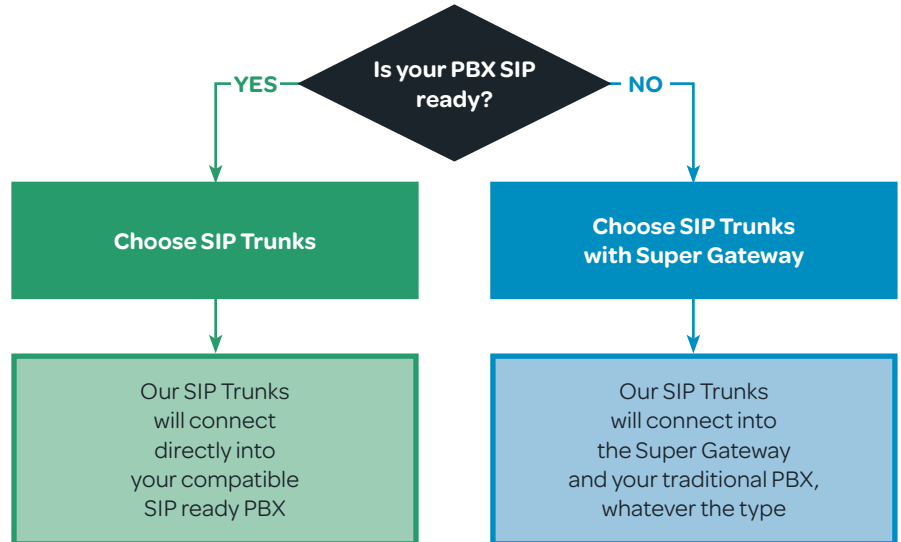 Is your PBX SIP
ready?
YES
NO
Choose SIP Trunks
Choose SIP Trunks
with Super Gateway
Our SIP Trunks
will connect
directly into
your compatible
SIP ready PBX
Our SIP Trunks
will connect into
the Super Gateway
and your traditional PBX,
whatever the type